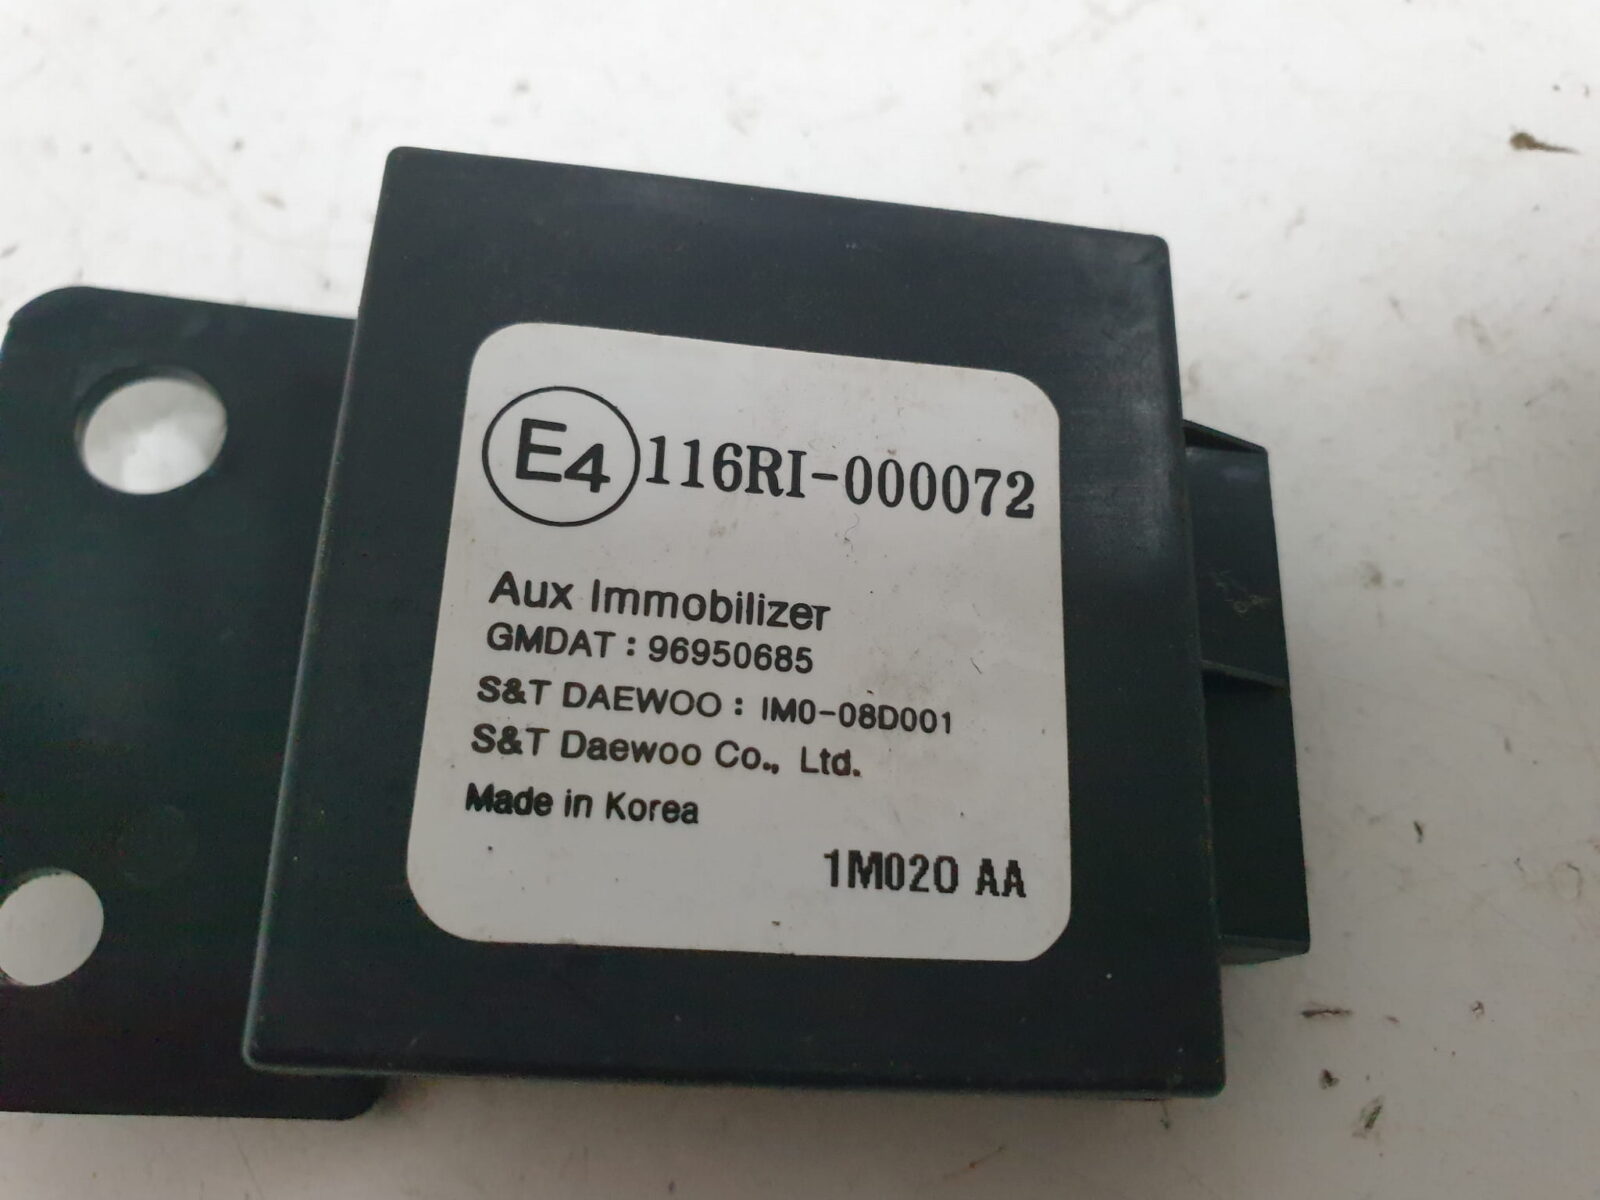 E4 116RI-000072
Aux Immobilizer
GMDAT : 96950685
S&T DAEWOO : IM0-08D001
S&T Daewoo Co., Ltd.
Made in Korea
1M020 AA